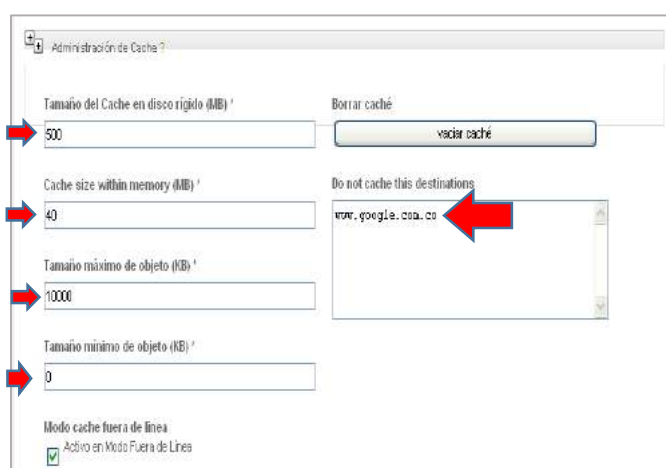 Administración de Cache ?
Tamaño del Cache en disco rígido (MB) *
500
Borrar caché
vaciar caché
Cache size within memory (MB) *
40
Do not cache this destinations
www.google.com.co
Tamaño máximo de objeto (KB) *
10000
Tamaño mínimo de objeto (KB) *
0
Modo cache fuera de linea
Activo en Modo Fuera de Linea